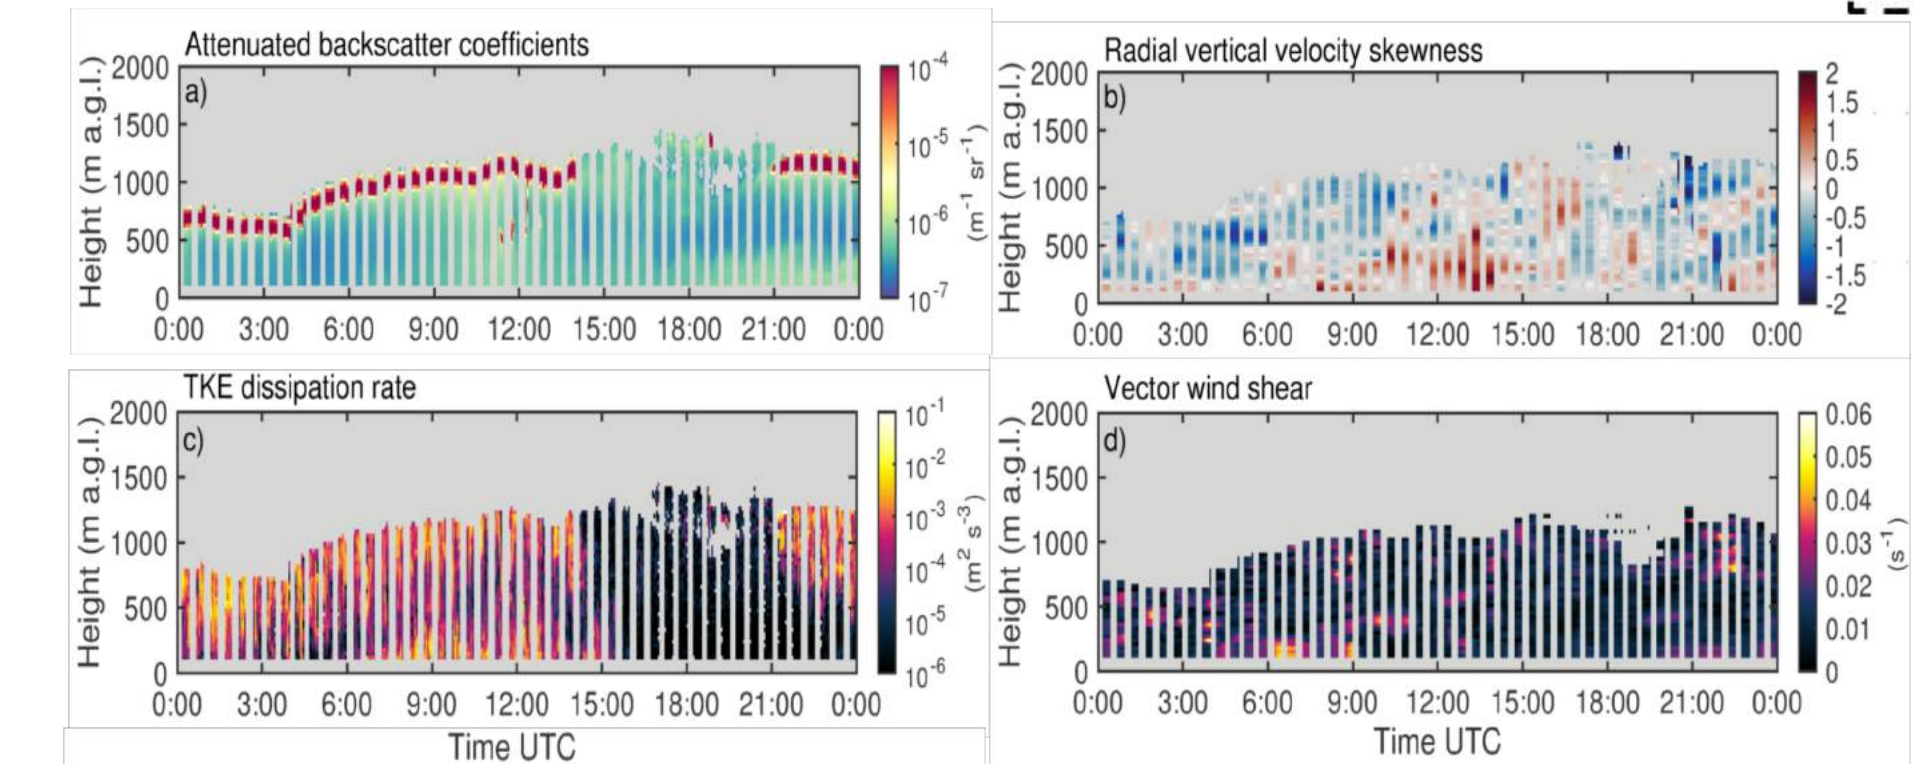 Attenuated backscatter coefficients
a)
Height (m a.g.l.)
2000
1500
1000
500
0
0:00 3:00 6:00 9:00 12:00 15:00 18:00 21:00 0:00
10-4
10-5
10-6
10-7
(m-1 sr-1)
Radial vertical velocity skewness
b)
Height (m a.g.l.)
2000
1500
1000
500
0
0:00 3:00 6:00 9:00 12:00 15:00 18:00 21:00 0:00
2
1.5
1
0.5
0
-0.5
-1
-1.5
-2
TKE dissipation rate
c)
Height (m a.g.l.)
2000
1500
1000
500
0
0:00 3:00 6:00 9:00 12:00 15:00 18:00 21:00 0:00
Time UTC
10-1
10-2
10-3
10-4
10-5
10-6
(m2 s-3)
Vector wind shear
d)
Height (m a.g.l.)
2000
1500
1000
500
0
0:00 3:00 6:00 9:00 12:00 15:00 18:00 21:00 0:00
Time UTC
0.06
0.05
0.04
0.03
0.02
0.01
0
(s-1)